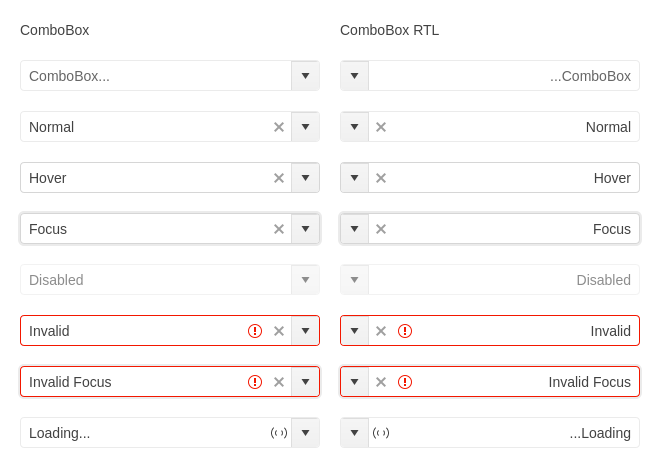 ComboBox
ComboBox RTL
ComboBox...
...ComboBox
Normal
Normal
Hover
Hover
Focus
Focus
Disabled
Disabled
Invalid
Invalid
Invalid Focus
Invalid Focus
Loading...
...Loading